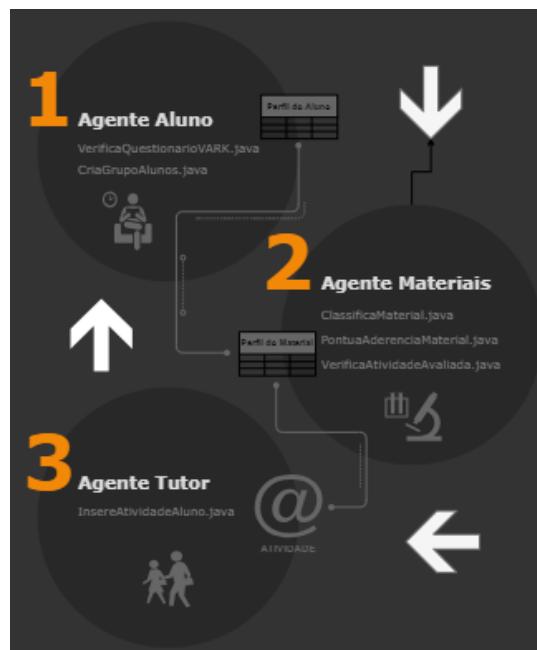 1
Agente Aluno
VerificaQuestionarioVARK.java
CriaGrupoAlunos.java
Perfil do Aluno
2
Agente Materiais
ClassificaMaterial.java
PontuaAderenciaMaterial.java
VerificaAtividadeAvaliada.java
Perfil do Material
3
Agente Tutor
InsereAtividadeAluno.java
@
ATIVIDADE